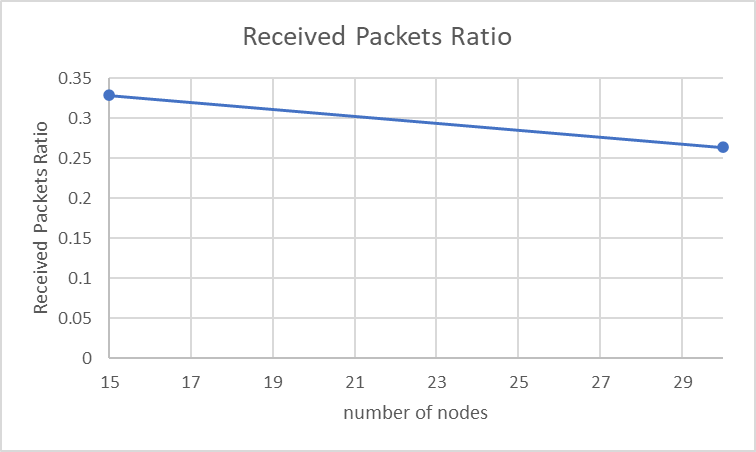 Received Packets Ratio
Received Packets Ratio
0.35
0.3
0.25
0.2
0.15
0.1
0.05
0
15 17 19 21 23 25 27 29
number of nodes